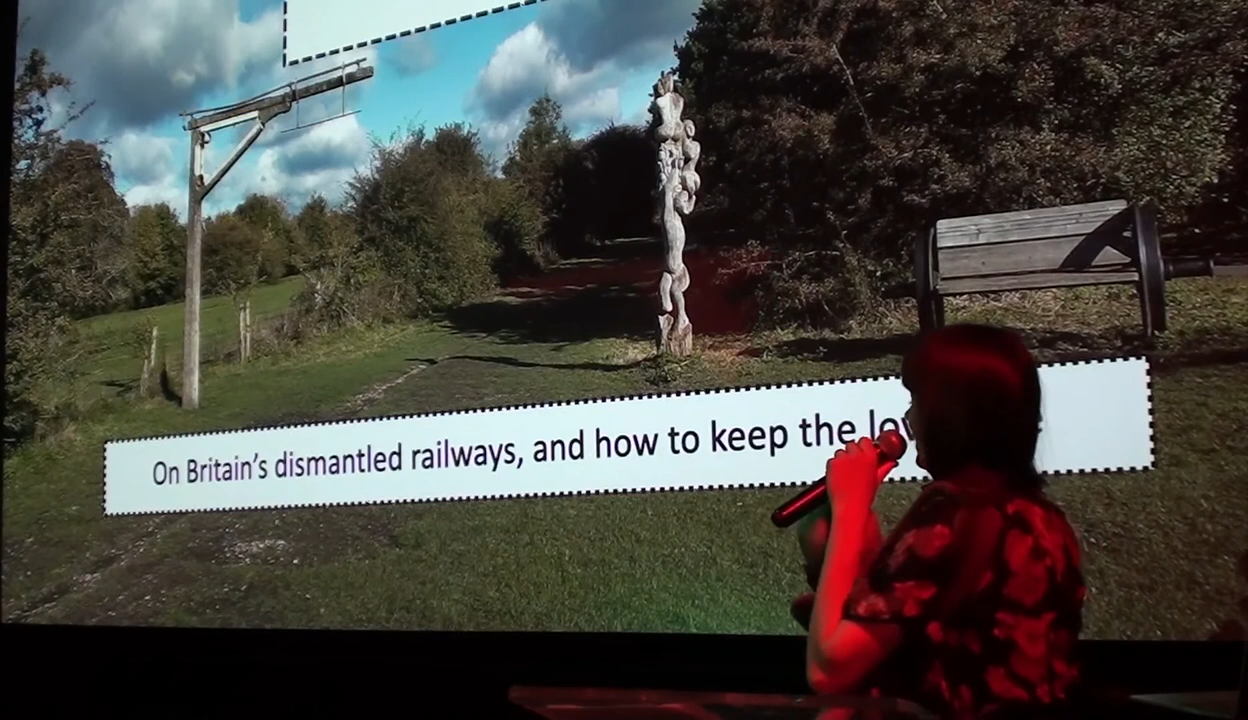 On Britain's dismantled railways, and how to keep the